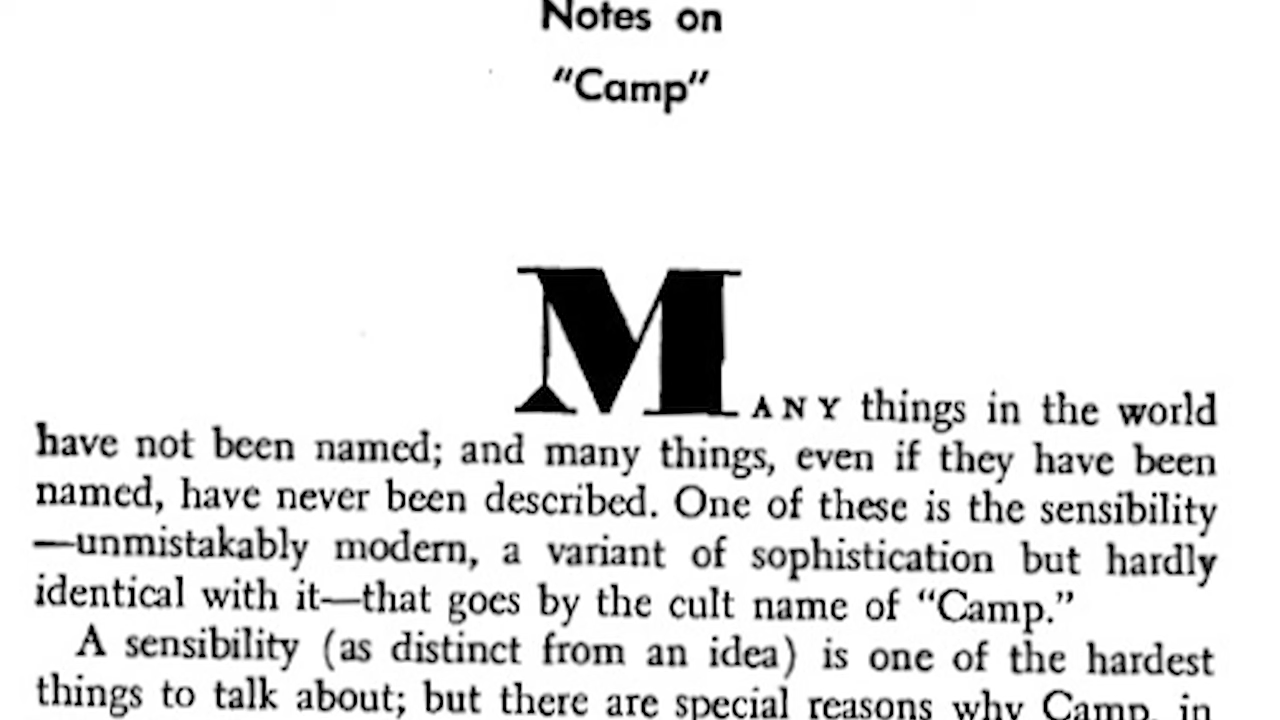 Notes on
"Camp"
MANY things in the world
have not been named; and many things, even if they have been
named, have never been described. One of these is the sensibility
—unmistakably modern, a variant of sophistication but hardly
identical with it—that goes by the cult name of "Camp."
A sensibility (as distinct from an idea) is one of the hardest
things to talk about; but there are special reasons why Camp, in